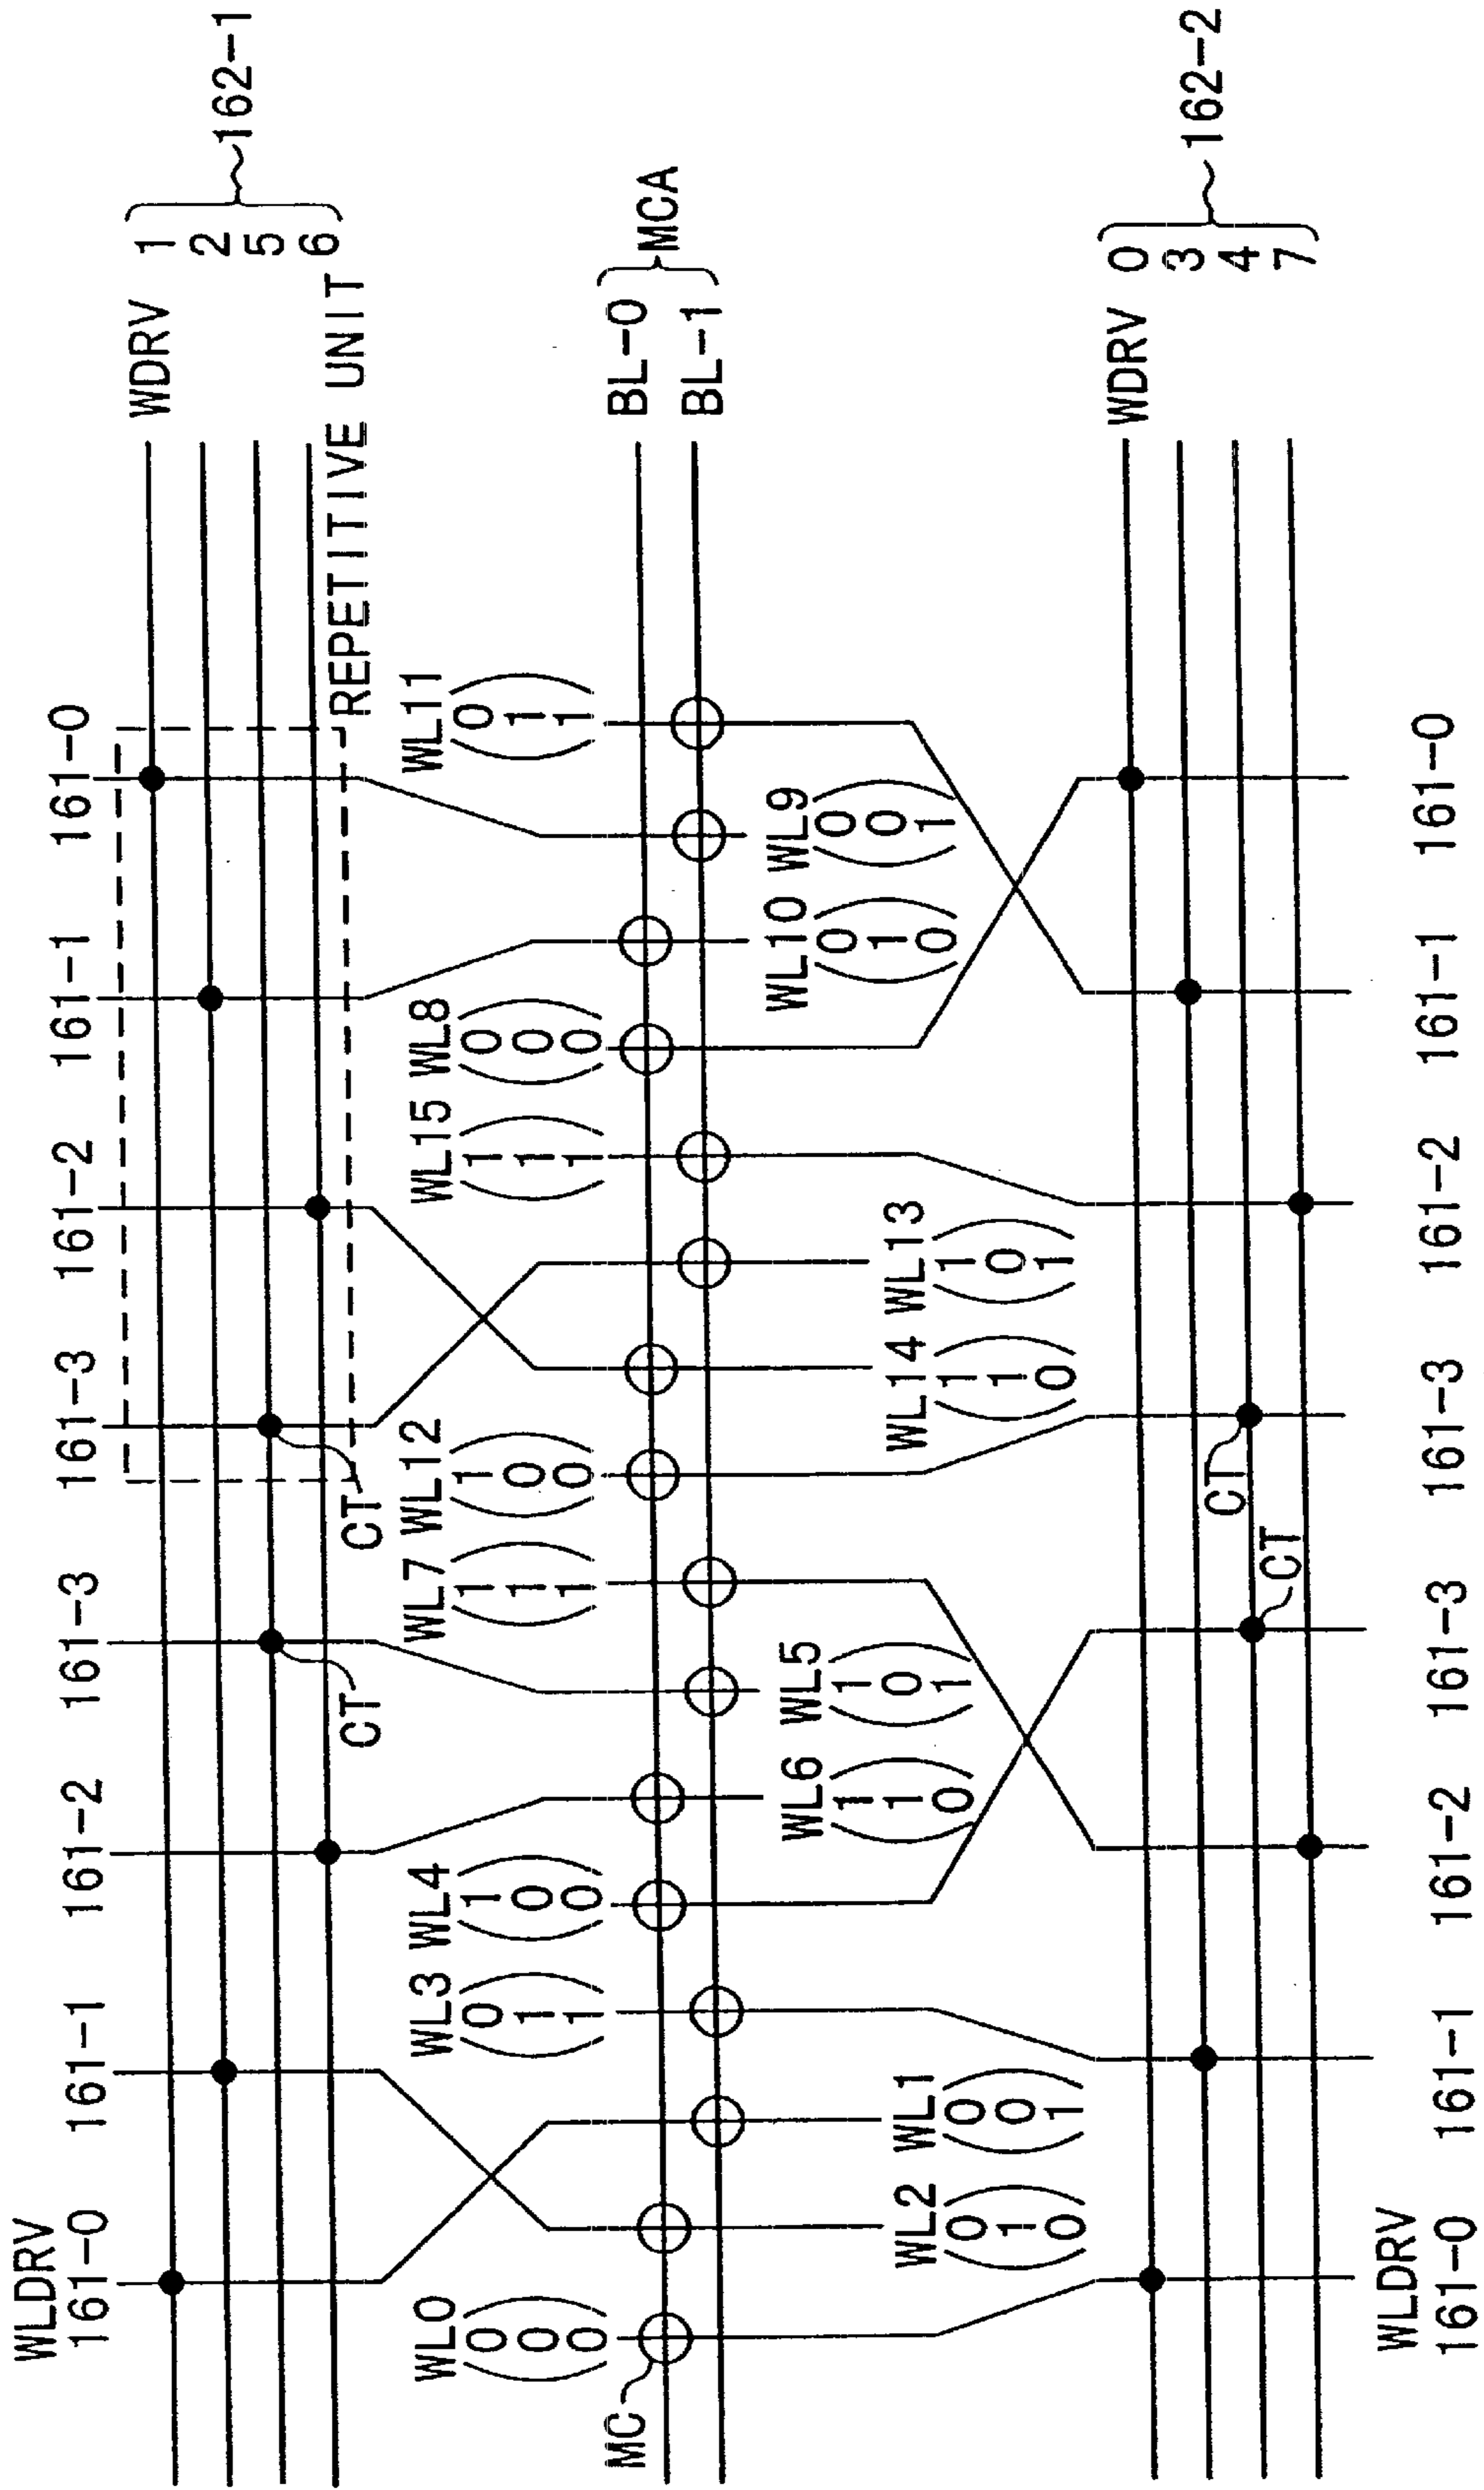 WLDRV
161-0 161-1 161-2 161-3 161-3 161-2 161-1 161-0
WDRV 1
2
5
6
162-1
REPETITIVE UNIT
CT CT
WL0 WL3 WL4 WL7 WL12 WL15 WL8 WL11
(0) (0) (1) (1) (1) (1) (0) (0)
(0) (1) (0) (1) (0) (1) (0) (1)
(0) (1) (0) (1) (0) (1) (0) (1)
MC
BL-0
BL-1
MCA
WL6 WL5 WL10 WL9
(1) (1) (0) (0)
(1) (0) (1) (0)
(0) (1) (0) (1)
WL2 WL1 WL14 WL13
(0) (0) (1) (1)
(1) (0) (1) (0)
(0) (1) (0) (1)
WDRV 0
3
4
7
162-2
CT CT
WLDRV
161-0 161-1 161-2 161-3 161-3 161-2 161-1 161-0